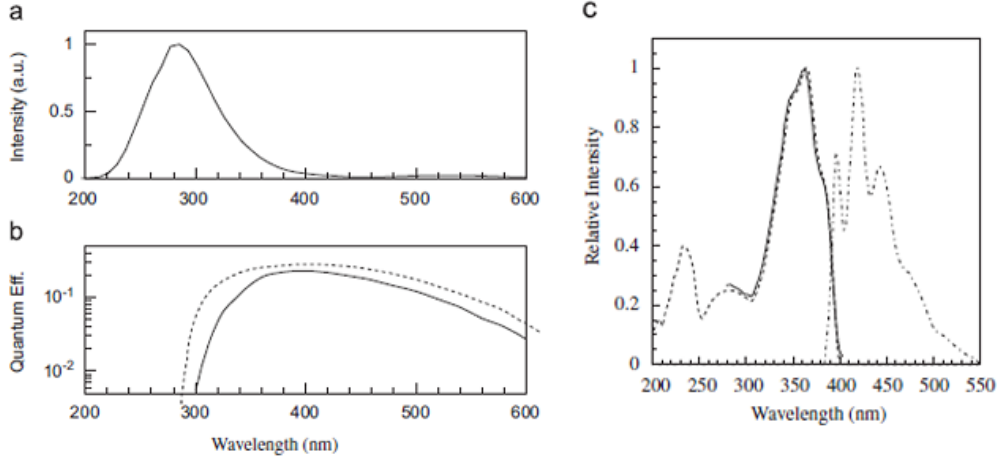 a
Intensity (a.u.)
1
0.5
0
200 300 400 500 600
b
Quantum Eff.
10⁻¹
10⁻²
200 300 400 500 600
Wavelength (nm)
c
Relative Intensity
1
0.8
0.6
0.4
0.2
0
200 250 300 350 400 450 500 550
Wavelength (nm)